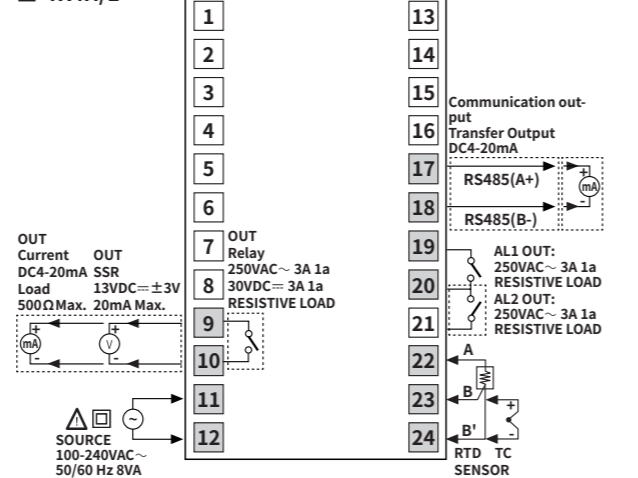 1
2
3
4
5
6
7
8
9
10
11
12
13
14
15
16
17
18
19
20
21
22
23
24
Communication out-
put
Transfer Output
DC4-20mA
RS485(A+)
RS485(B-)
+
mA
-
AL1 OUT:
250VAC～ 3A 1a
RESISTIVE LOAD
AL2 OUT:
250VAC～ 3A 1a
RESISTIVE LOAD
OUT
Relay
250VAC～ 3A 1a
30VDC⎓ 3A 1a
RESISTIVE LOAD
OUT
Current
DC4-20mA
Load
500ΩMax.
OUT
SSR
13VDC⎓±3V
20mA Max.
+
mA
-
+
V
-
SOURCE
100-240VAC～
50/60 Hz 8VA
A
B
B'
+
-
RTD TC
SENSOR